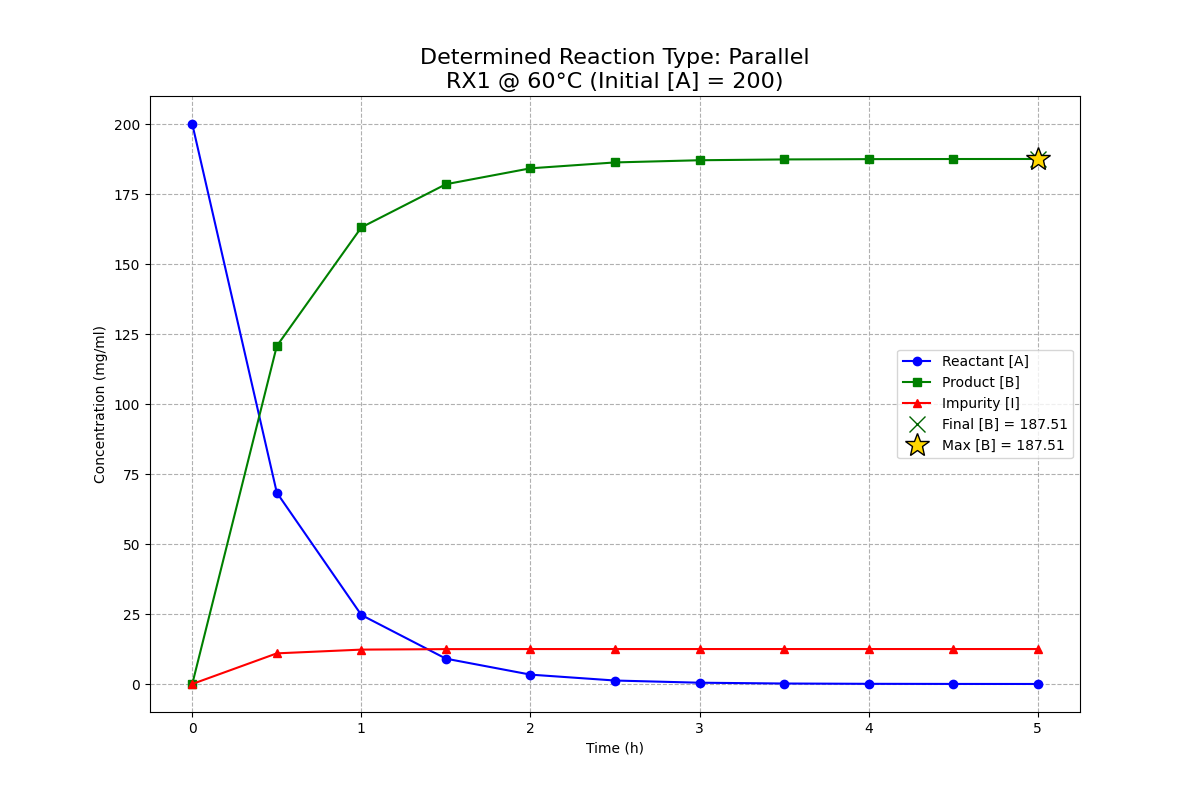 Determined Reaction Type: Parallel
RX1 @ 60°C (Initial [A] = 200)
Concentration (mg/ml)
200
175
150
125
100
75
50
25
0
Reactant [A]
Product [B]
Impurity [I]
Final [B] = 187.51
Max [B] = 187.51
0 1 2 3 4 5
Time (h)